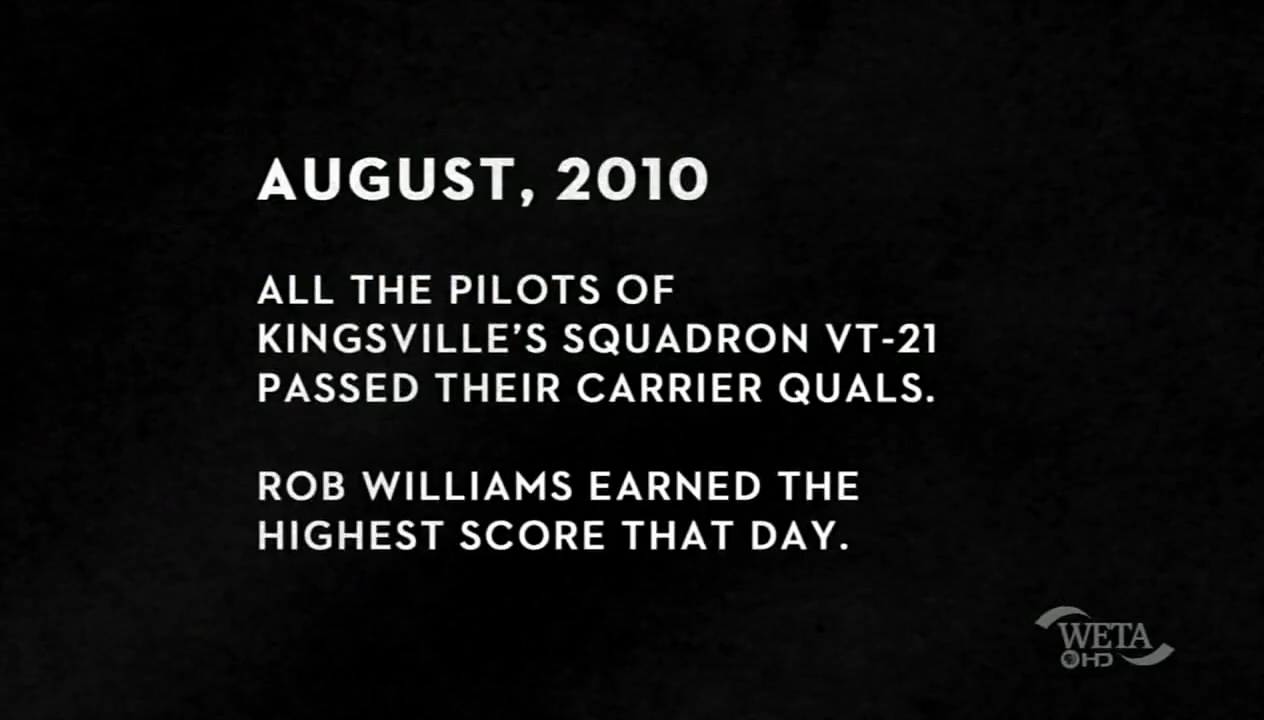 AUGUST, 2010
ALL THE PILOTS OF
KINGSVILLE'S SQUADRON VT-21
PASSED THEIR CARRIER QUALS.
ROB WILLIAMS EARNED THE
HIGHEST SCORE THAT DAY.
WETA
HD